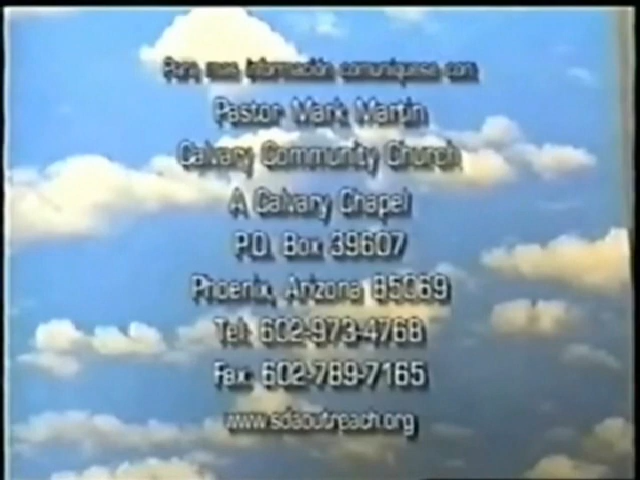 Para mas información comuniquese con:
Pastor Mark Martin
Calvary Community Church
A Calvary Chapel
P.O. Box 39607
Phoenix, Arizona 85069
Tel: 602-973-4768
Fax: 602-789-7165
www.sdaoutreach.org